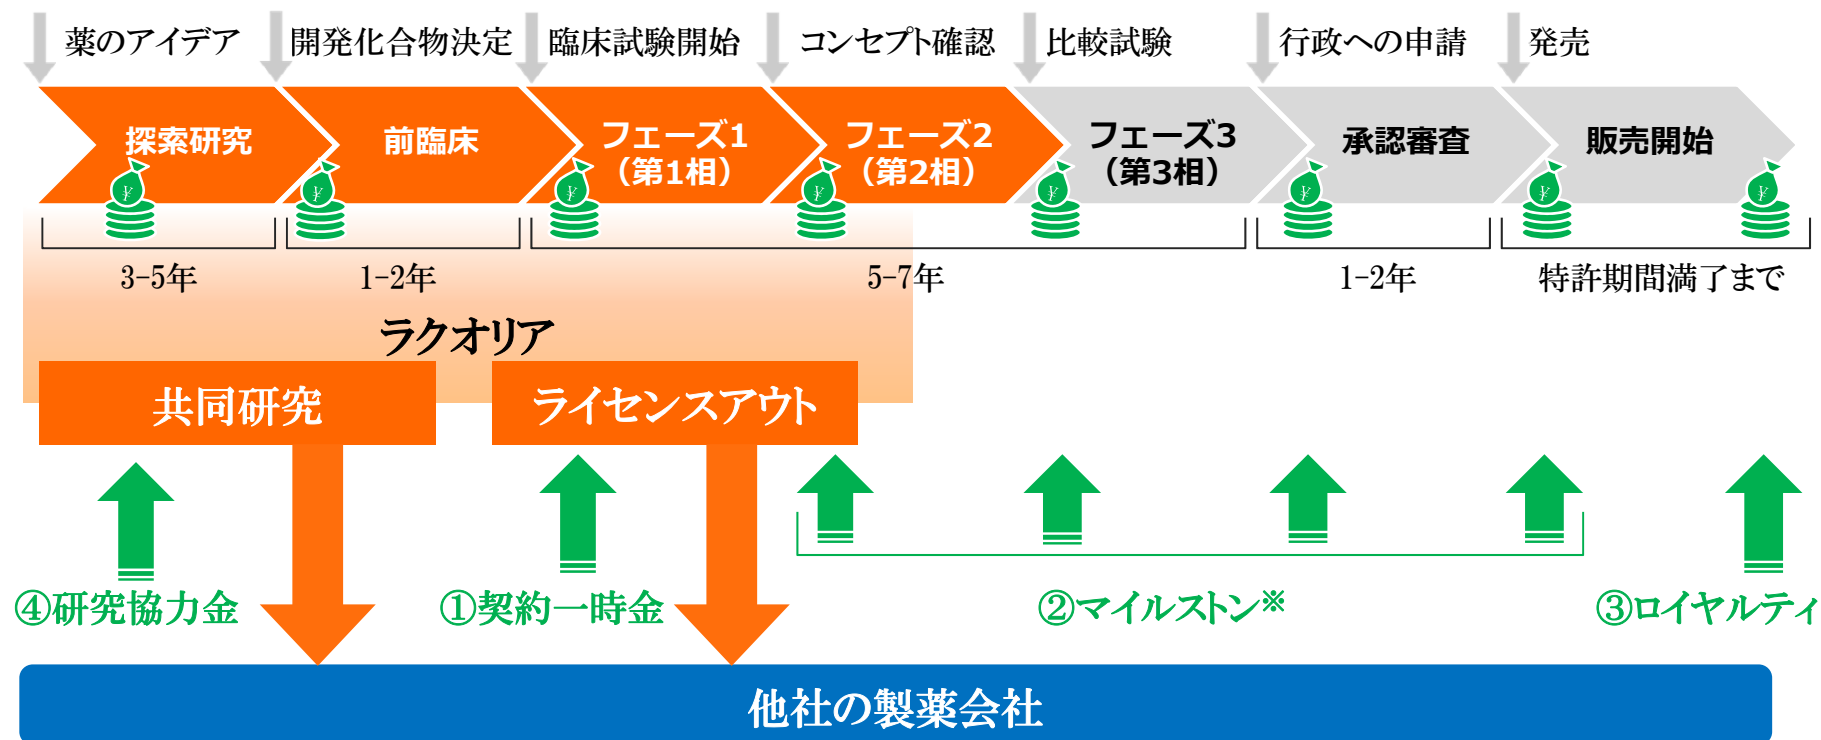 薬のアイデア
開発化合物決定
臨床試験開始
コンセプト確認
比較試験
行政への申請
発売
探索研究
前臨床
フェーズ1
（第1相）
フェーズ2
（第2相）
フェーズ3
（第3相）
承認審査
販売開始
¥
¥
¥
¥
¥
¥
¥
¥
3-5年
1-2年
5-7年
1-2年
特許期間満了まで
ラクオリア
共同研究
ライセンスアウト
④研究協力金
①契約一時金
②マイルストン※
③ロイヤルティ
他社の製薬会社